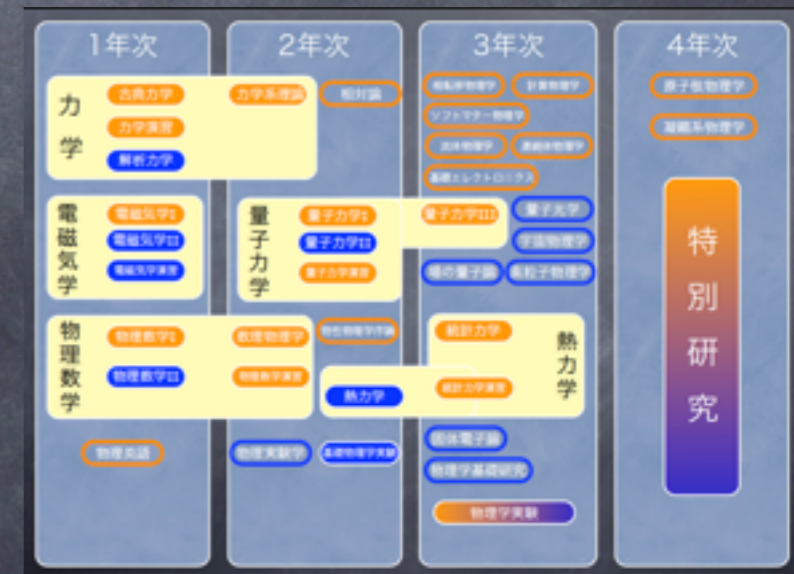 1年次
2年次
3年次
4年次
力学
古典力学
力学演習
解析力学
力学系理論
相対論
計算物理学
ソフトマター物理学
流体物理学
連続体物理学
基礎エレクトロニクス
原子核物理学
凝縮系物理学
電磁気学
電磁気学I
電磁気学II
電磁気学演習
量子力学
量子力学I
量子力学II
量子力学演習
量子力学III
量子光学
宇宙物理学
場の量子論
素粒子物理学
物理数学
物理数学I
物理数学II
数理物理学
物理数学演習
熱力学
統計力学
統計力学演習
熱力学
物理英語
物理実験学
基礎物理学実験
固体電子論
物理学基礎研究
物理学実験
特別研究